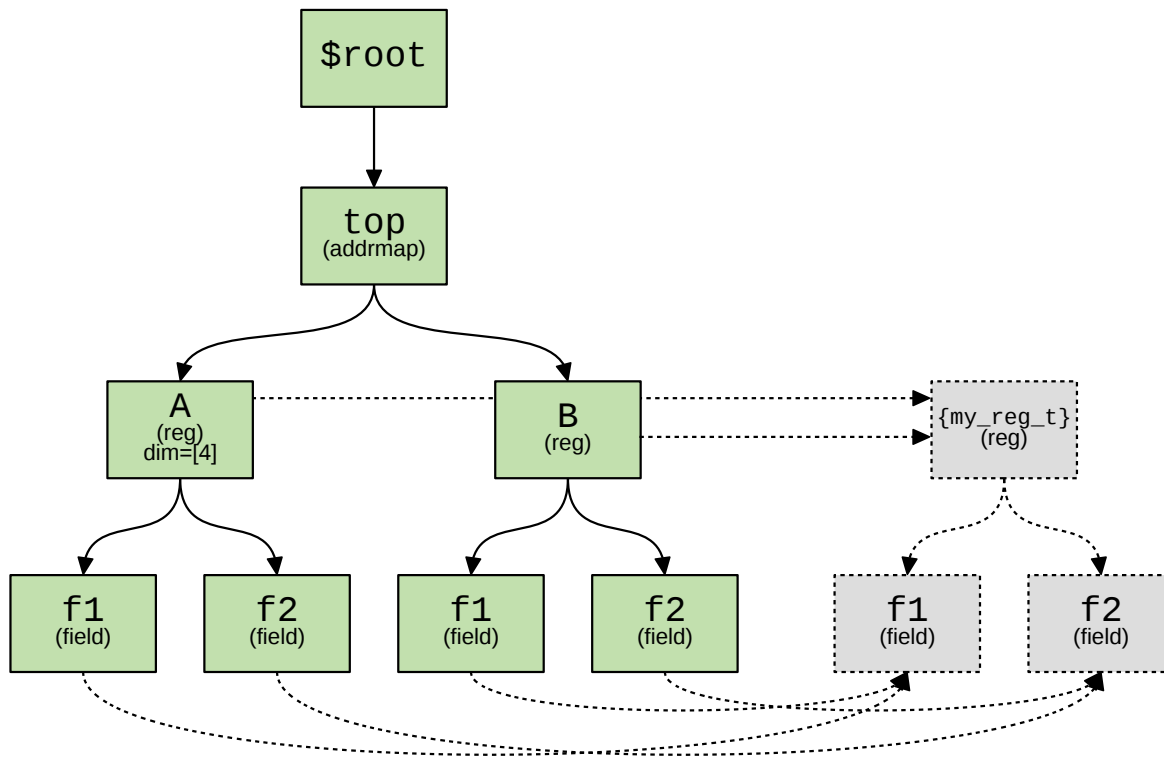 $root
top
(addrmap)
A
(reg)
dim=[4]
B
(reg)
{my_reg_t}
(reg)
f1
(field)
f2
(field)
f1
(field)
f2
(field)
f1
(field)
f2
(field)